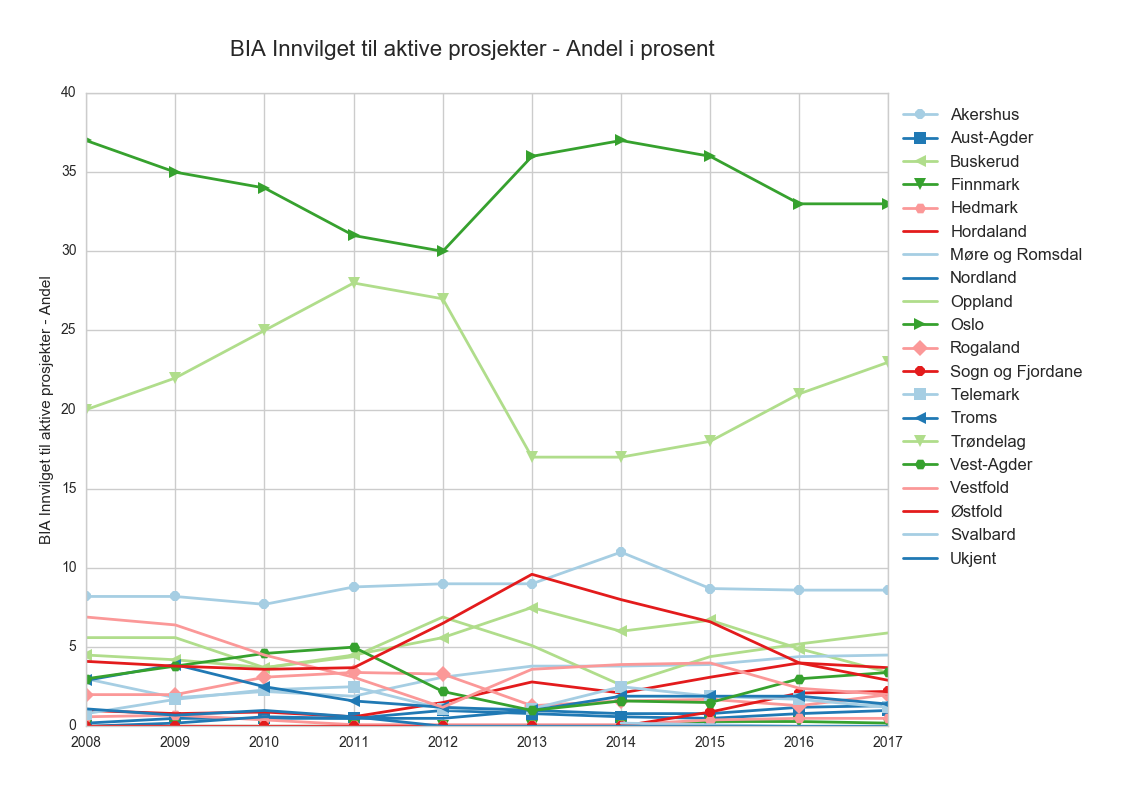 BIA Innvilget til aktive prosjekter - Andel i prosent
BIA Innvilget til aktive prosjekter - Andel
40
35
30
25
20
15
10
5
0
2008 2009 2010 2011 2012 2013 2014 2015 2016 2017
Akershus
Aust-Agder
Buskerud
Finnmark
Hedmark
Hordaland
Møre og Romsdal
Nordland
Oppland
Oslo
Rogaland
Sogn og Fjordane
Telemark
Troms
Trøndelag
Vest-Agder
Vestfold
Østfold
Svalbard
Ukjent